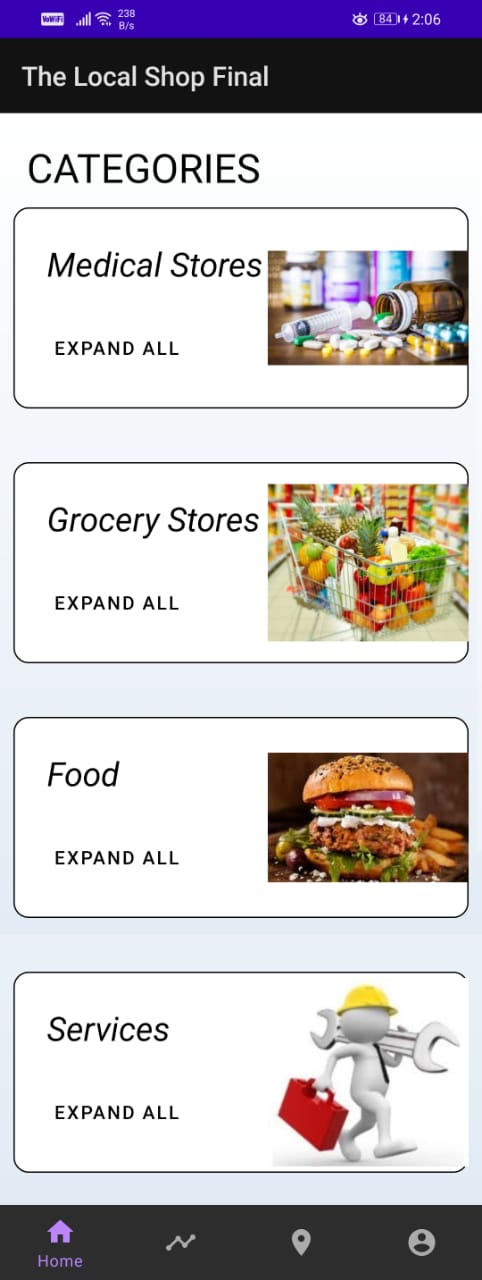 VoWiFi
238
B/s
84
2:06
The Local Shop Final
CATEGORIES
Medical Stores
EXPAND ALL
Grocery Stores
EXPAND ALL
Food
EXPAND ALL
Services
EXPAND ALL
Home